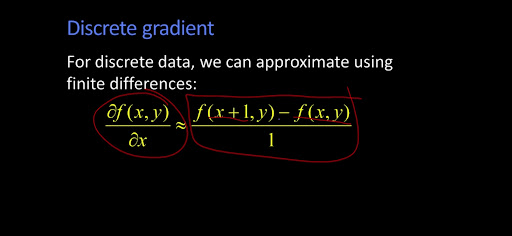 Discrete gradient
For discrete data, we can approximate using
finite differences:
∂f(x,y)/∂x ≈ f(x+1,y)−f(x,y)/1